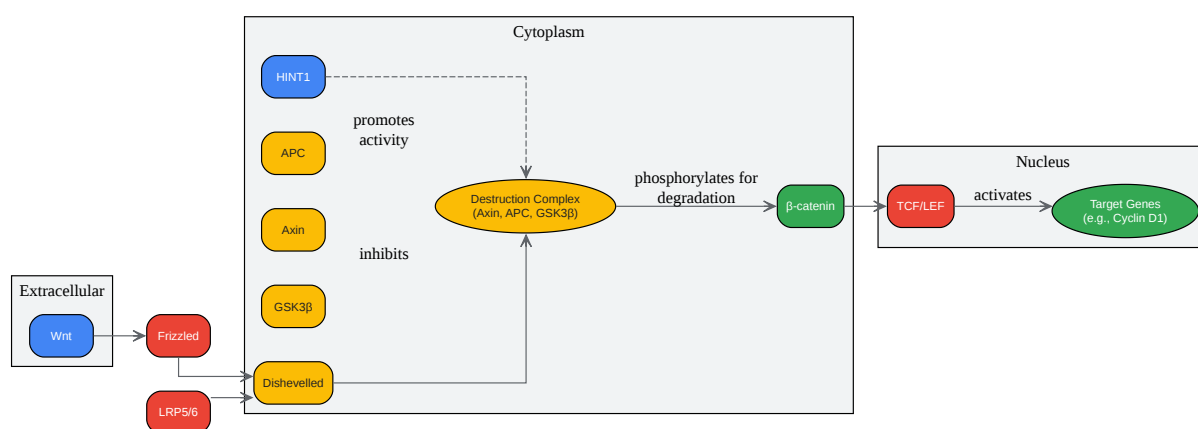 Cytoplasm
HINT1
promotes
activity
APC
Nucleus
phosphorylates for
degradation
activates
Destruction Complex
(Axin, APC, GSK3β)
β-catenin
TCF/LEF
Target Genes
(e.g., Cyclin D1)
Axin
inhibits
Extracellular
GSK3β
Wnt
Frizzled
Dishevelled
LRP5/6